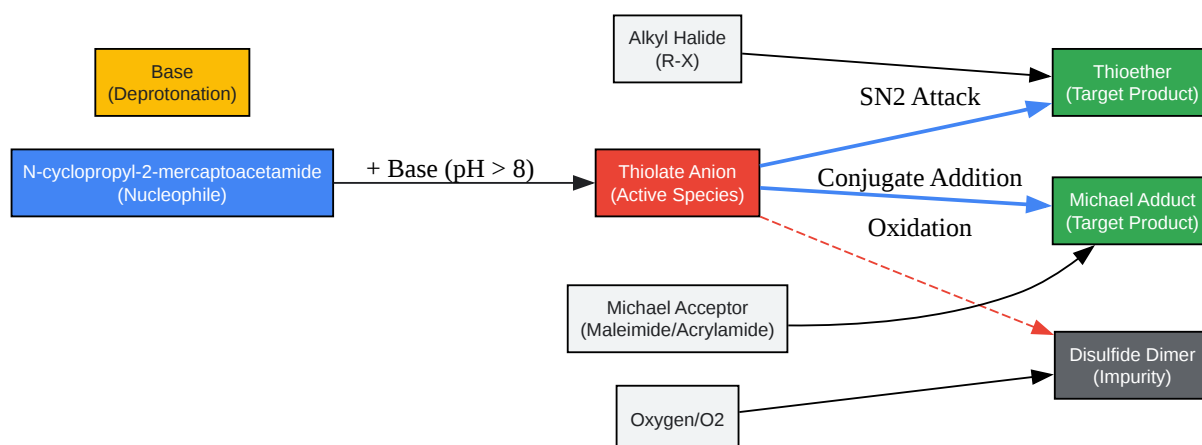 Base
(Deprotonation)
N-cyclopropyl-2-mercaptoacetamide
(Nucleophile)
+ Base (pH > 8)
Alkyl Halide
(R-X)
Thiolate Anion
(Active Species)
Michael Acceptor
(Maleimide/Acrylamide)
Oxygen/O2
SN2 Attack
Conjugate Addition
Oxidation
Thioether
(Target Product)
Michael Adduct
(Target Product)
Disulfide Dimer
(Impurity)